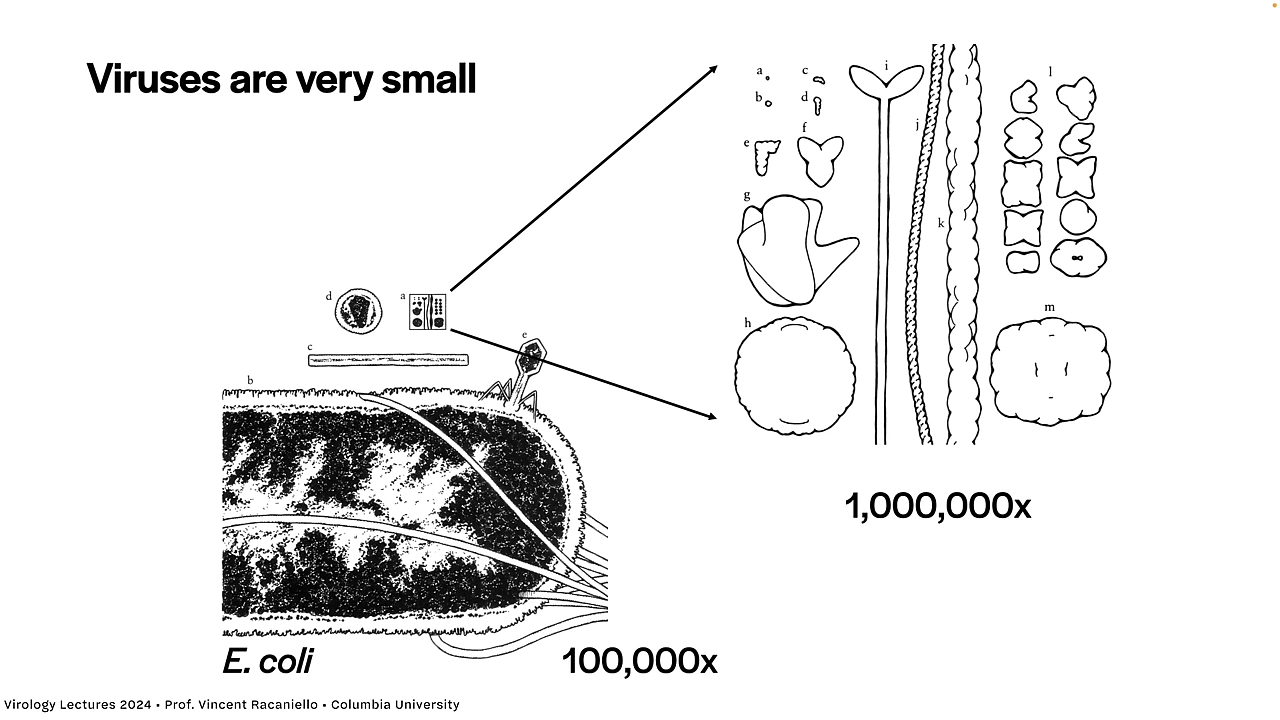 Viruses are very small
a
c
i
l
b
d
f
j
e
g
k
h
m
d
a
e
c
b
1,000,000x
E. coli
100,000x
Virology Lectures 2024 • Prof. Vincent Racaniello • Columbia University